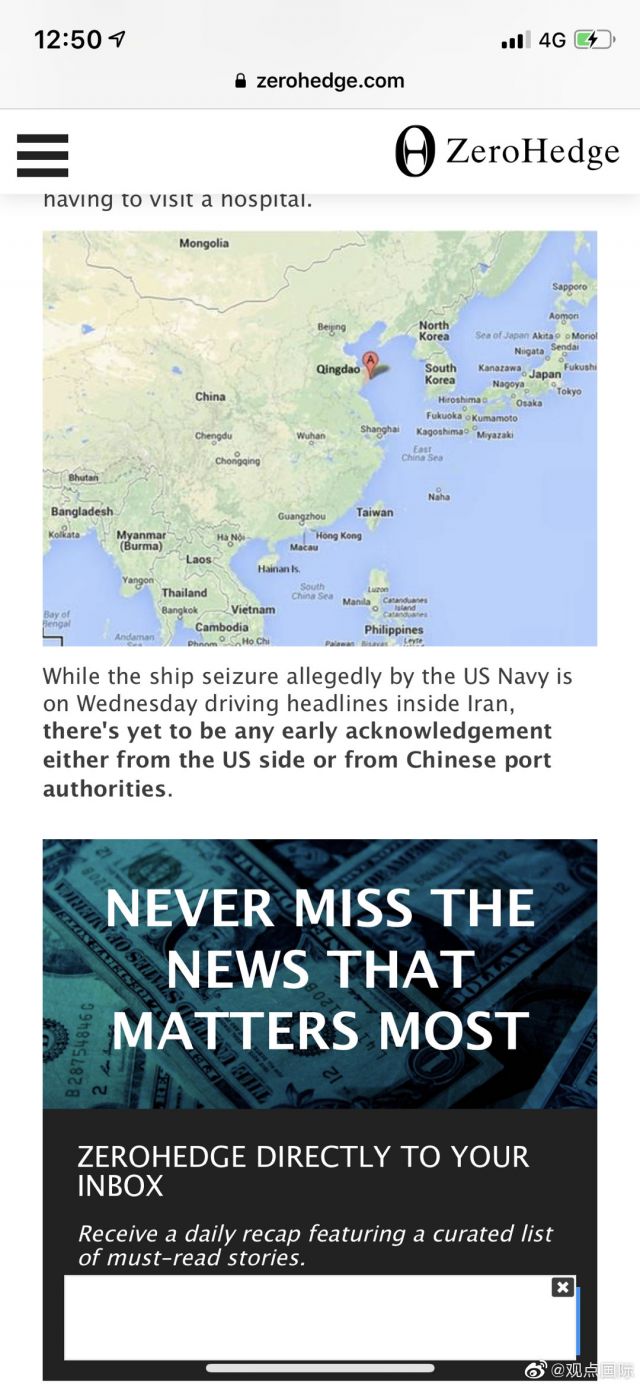 12:50
4G
zerohedge.com
ZeroHedge
having to visit a hospital.
Mongolia
Sapporo
Aomori
Beijing
North
Korea
Sea of Japan
Akita
Moriok
Niigata
Sendai
Qingdao
A
South
Korea
Kanazawa
Fukushi
Japan
Nagoya
Tokyo
China
Hiroshima
Osaka
Fukuoka
Kumamoto
Chengdu
Wuhan
Shanghai
Kagoshima
Miyazaki
Chongqing
East
China Sea
Bhutan
Naha
Bangladesh
Guangzhou
Taiwan
Kolkata
Myanmar
(Burma)
Ha Nội
Hong Kong
Macau
Laos
Hainan Is.
Yangon
Thailand
South
China Sea
Luzon
Manila
Catanduanes
Island
Catanduanes
Bay of
Bengal
Bangkok
Vietnam
Cambodia
Philippines
Andaman
Sea
Phnom
Ho Chi
Palawan
Bisayas
Leyte
While the ship seizure allegedly by the US Navy is
on Wednesday driving headlines inside Iran,
there's yet to be any early acknowledgement
either from the US side or from Chinese port
authorities.
NEVER MISS THE
NEWS THAT
MATTERS MOST
B28754846G
ZEROHEDGE DIRECTLY TO YOUR
INBOX
Receive a daily recap featuring a curated list
of must-read stories.
@观点国际